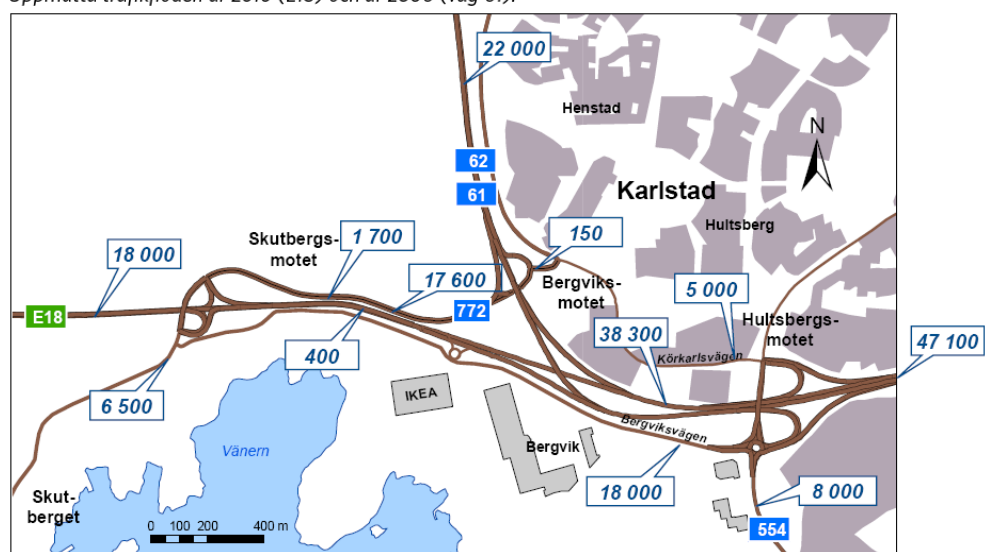 22 000
Henstad
N
62
61
Karlstad
Hultsberg
Skutbergs-
motet
1 700
150
18 000
17 600
Bergviks-
motet
5 000
772
Hultsbergs-
motet
E18
38 300
47 100
400
Körkarlsvägen
6 500
IKEA
Bergviksvägen
Vänern
Bergvik
18 000
8 000
Skut-
berget
0 100 200 400 m
554